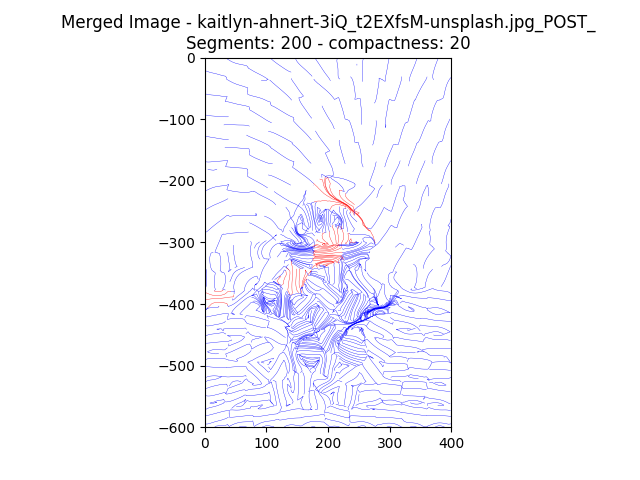 Merged Image - kaitlyn-ahnert-3iQ_t2EXfsM-unsplash.jpg_POST_
Segments: 200 - compactness: 20
0
−100
−200
−300
−400
−500
−600
0 100 200 300 400